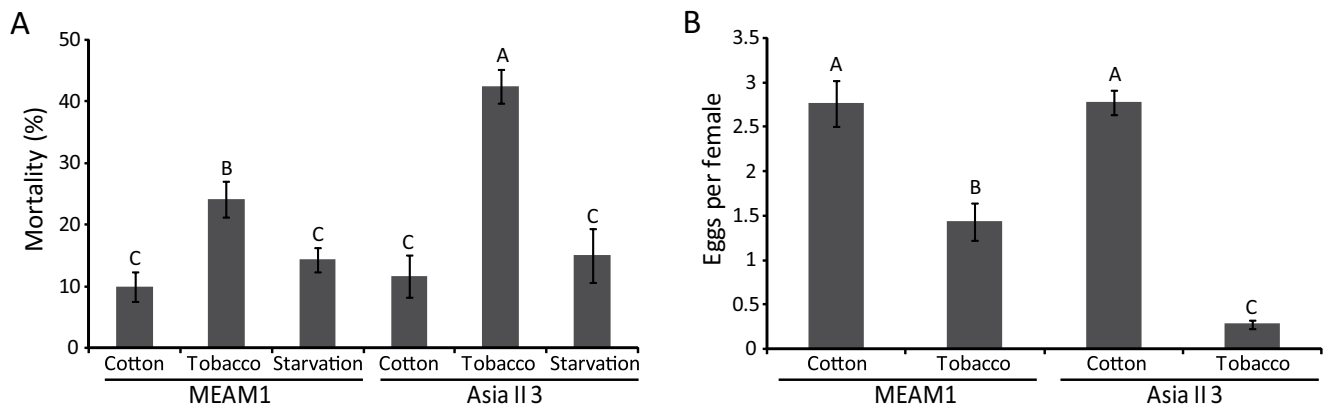 A
Mortality (%)
50
40
30
20
10
0
C
B
C
C
A
C
Cotton Tobacco Starvation Cotton Tobacco Starvation
MEAM1 Asia II 3
B
Eggs per female
3.5
3
2.5
2
1.5
1
0.5
0
A
B
A
C
Cotton Tobacco Cotton Tobacco
MEAM1 Asia II 3